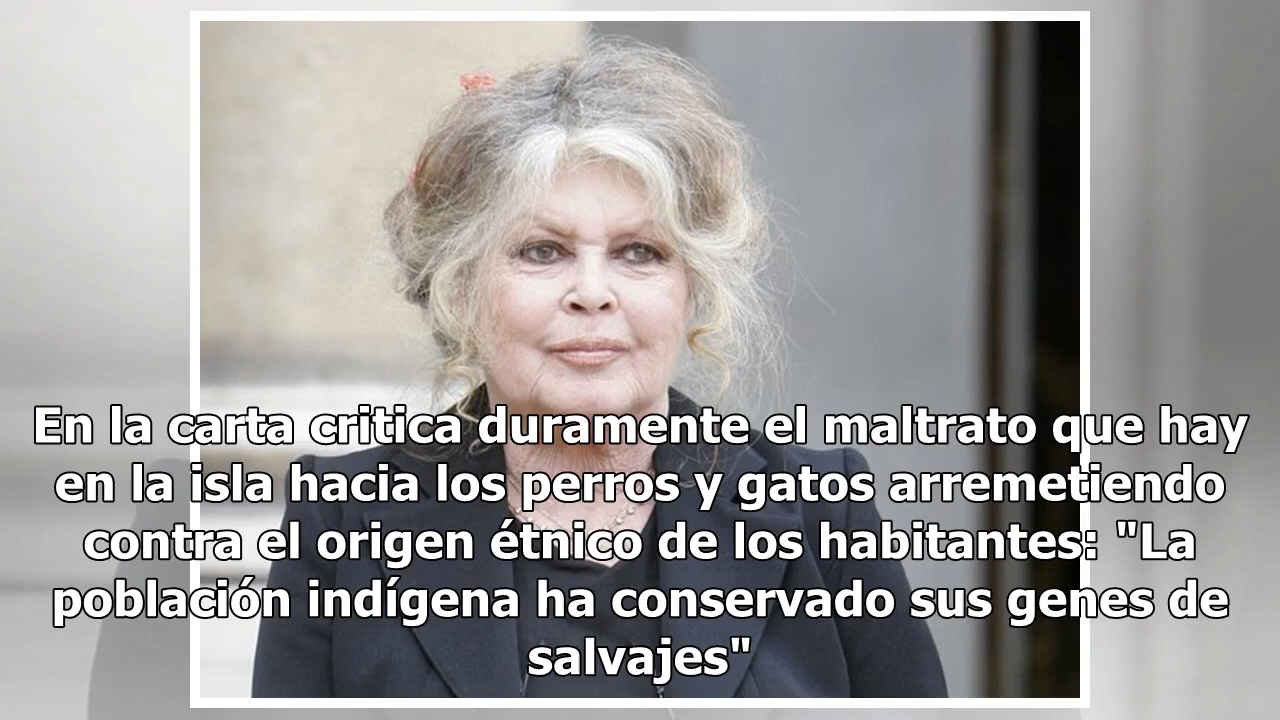 En la carta critica duramente el maltrato que hay
en la isla hacia los perros y gatos arremetiendo
contra el origen étnico de los habitantes: "La
población indígena ha conservado sus genes de
salvajes"